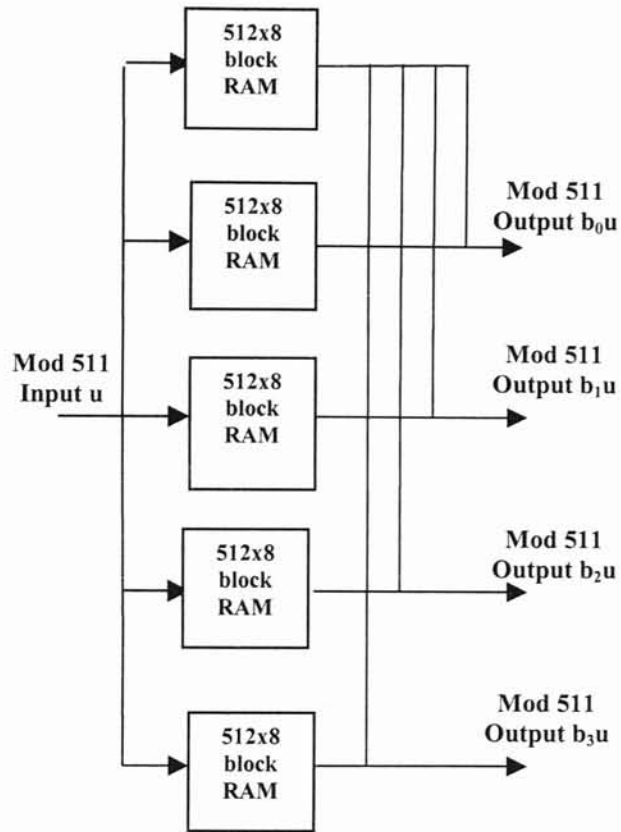 512x8
block
RAM
512x8
block
RAM
Mod 511
Output b₀u
Mod 511
Input u
512x8
block
RAM
Mod 511
Output b₁u
512x8
block
RAM
Mod 511
Output b₂u
512x8
block
RAM
Mod 511
Output b₃u